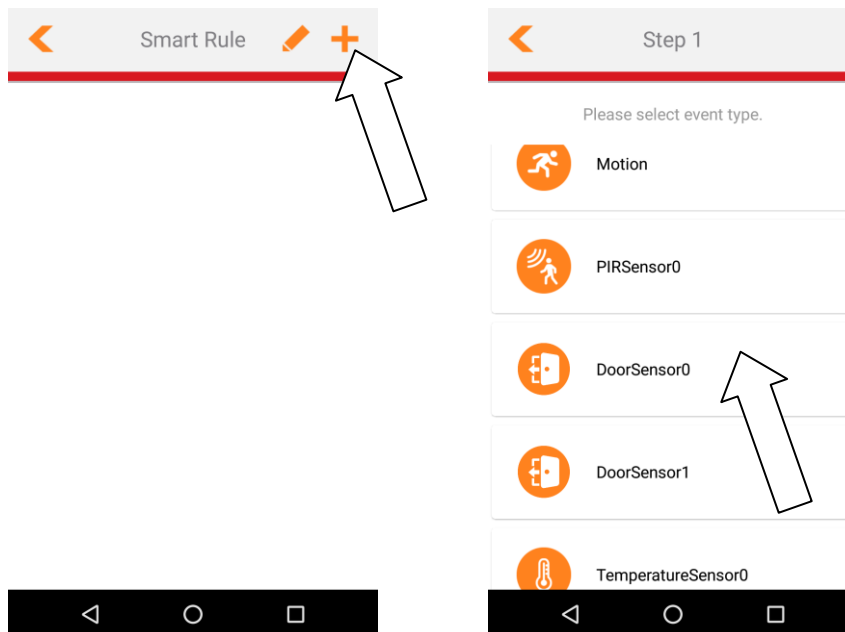 Smart Rule
Step 1
Please select event type.
Motion
PIRSensor0
DoorSensor0
DoorSensor1
TemperatureSensor0